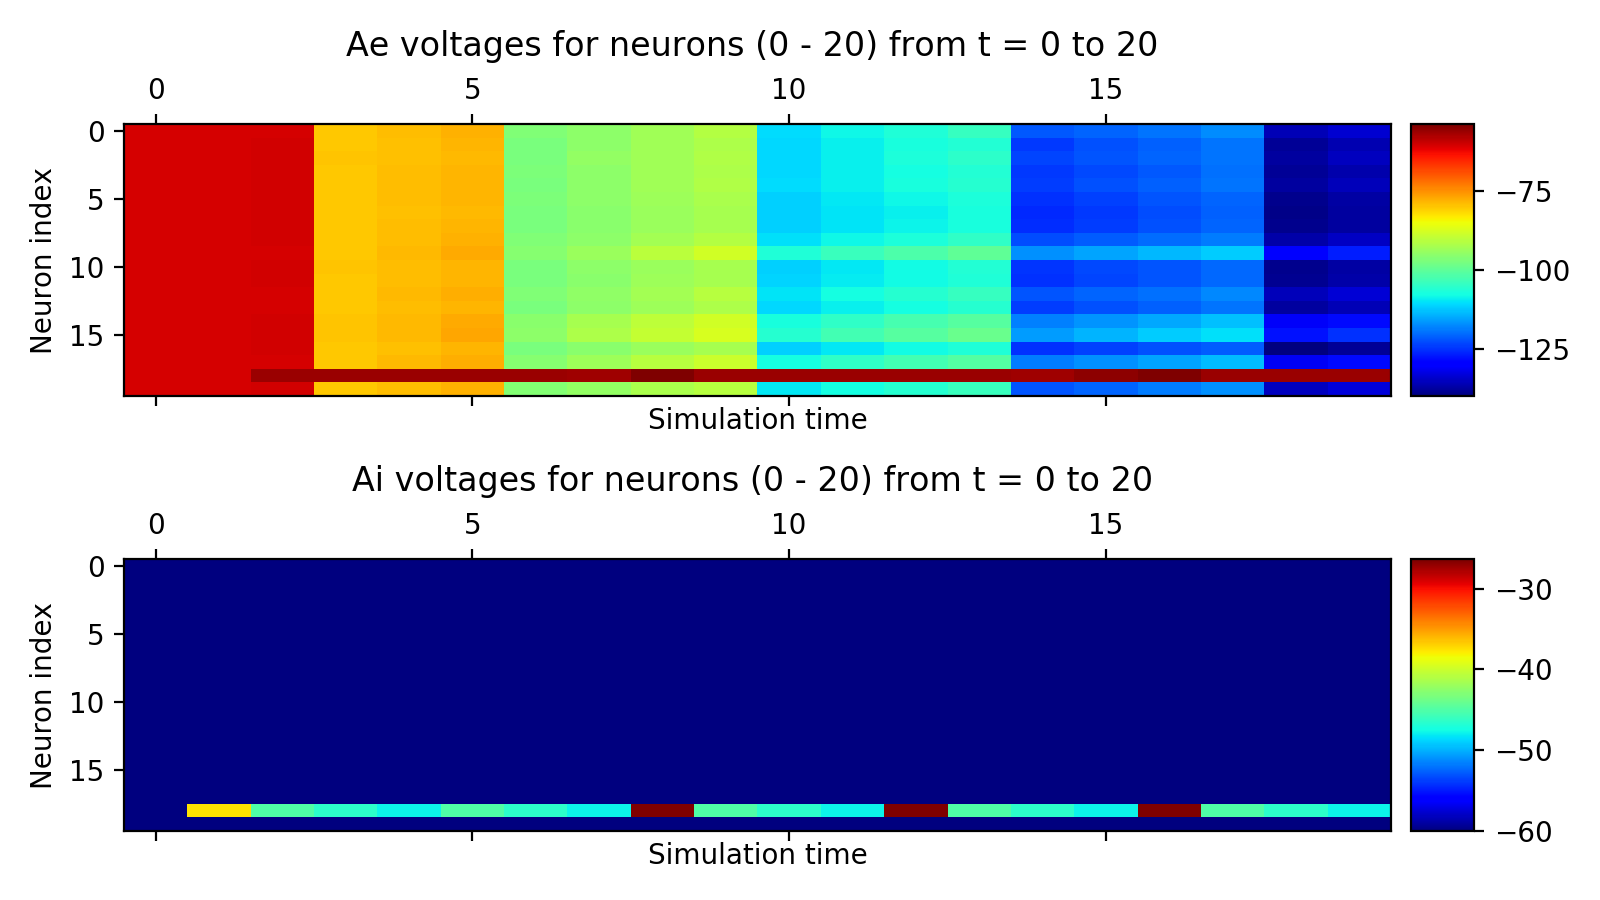 Ae voltages for neurons (0 - 20) from t = 0 to 20
0 5 10 15
Neuron index
0
5
10
15
Simulation time
−75
−100
−125
Ai voltages for neurons (0 - 20) from t = 0 to 20
0 5 10 15
Neuron index
0
5
10
15
Simulation time
−30
−40
−50
−60